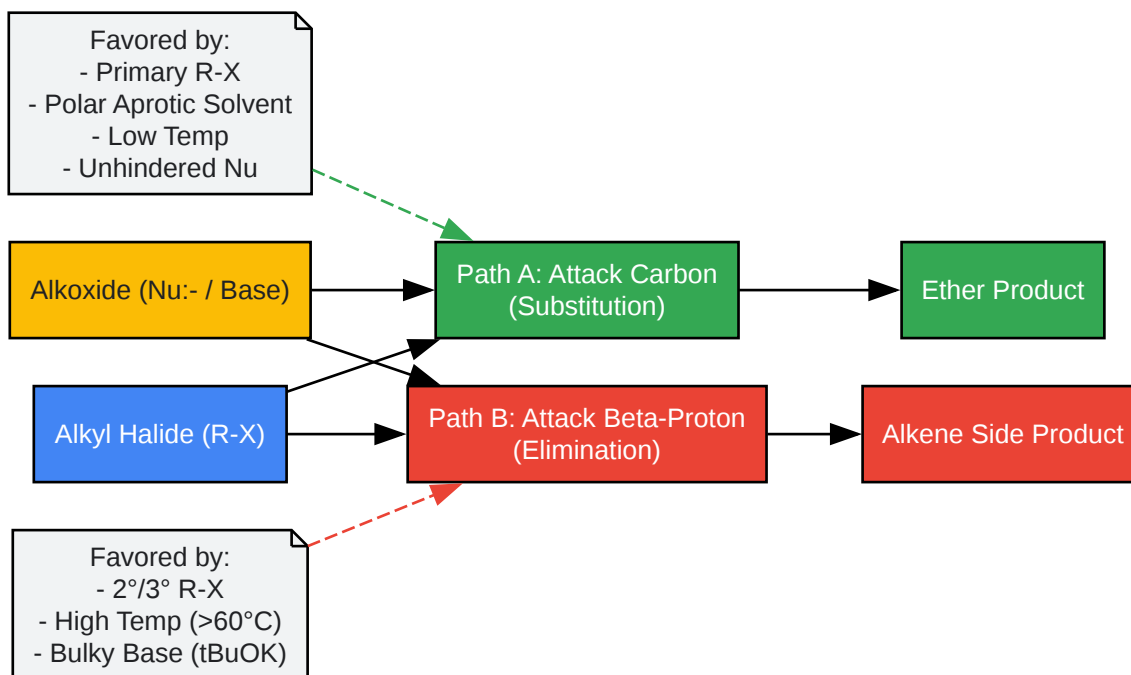 Favored by:
- Primary R-X
- Polar Aprotic Solvent
- Low Temp
- Unhindered Nu
Alkoxide (Nu:- / Base)
Path A: Attack Carbon
(Substitution)
Ether Product
Alkyl Halide (R-X)
Path B: Attack Beta-Proton
(Elimination)
Alkene Side Product
Favored by:
- 2°/3° R-X
- High Temp (>60°C)
- Bulky Base (tBuOK)